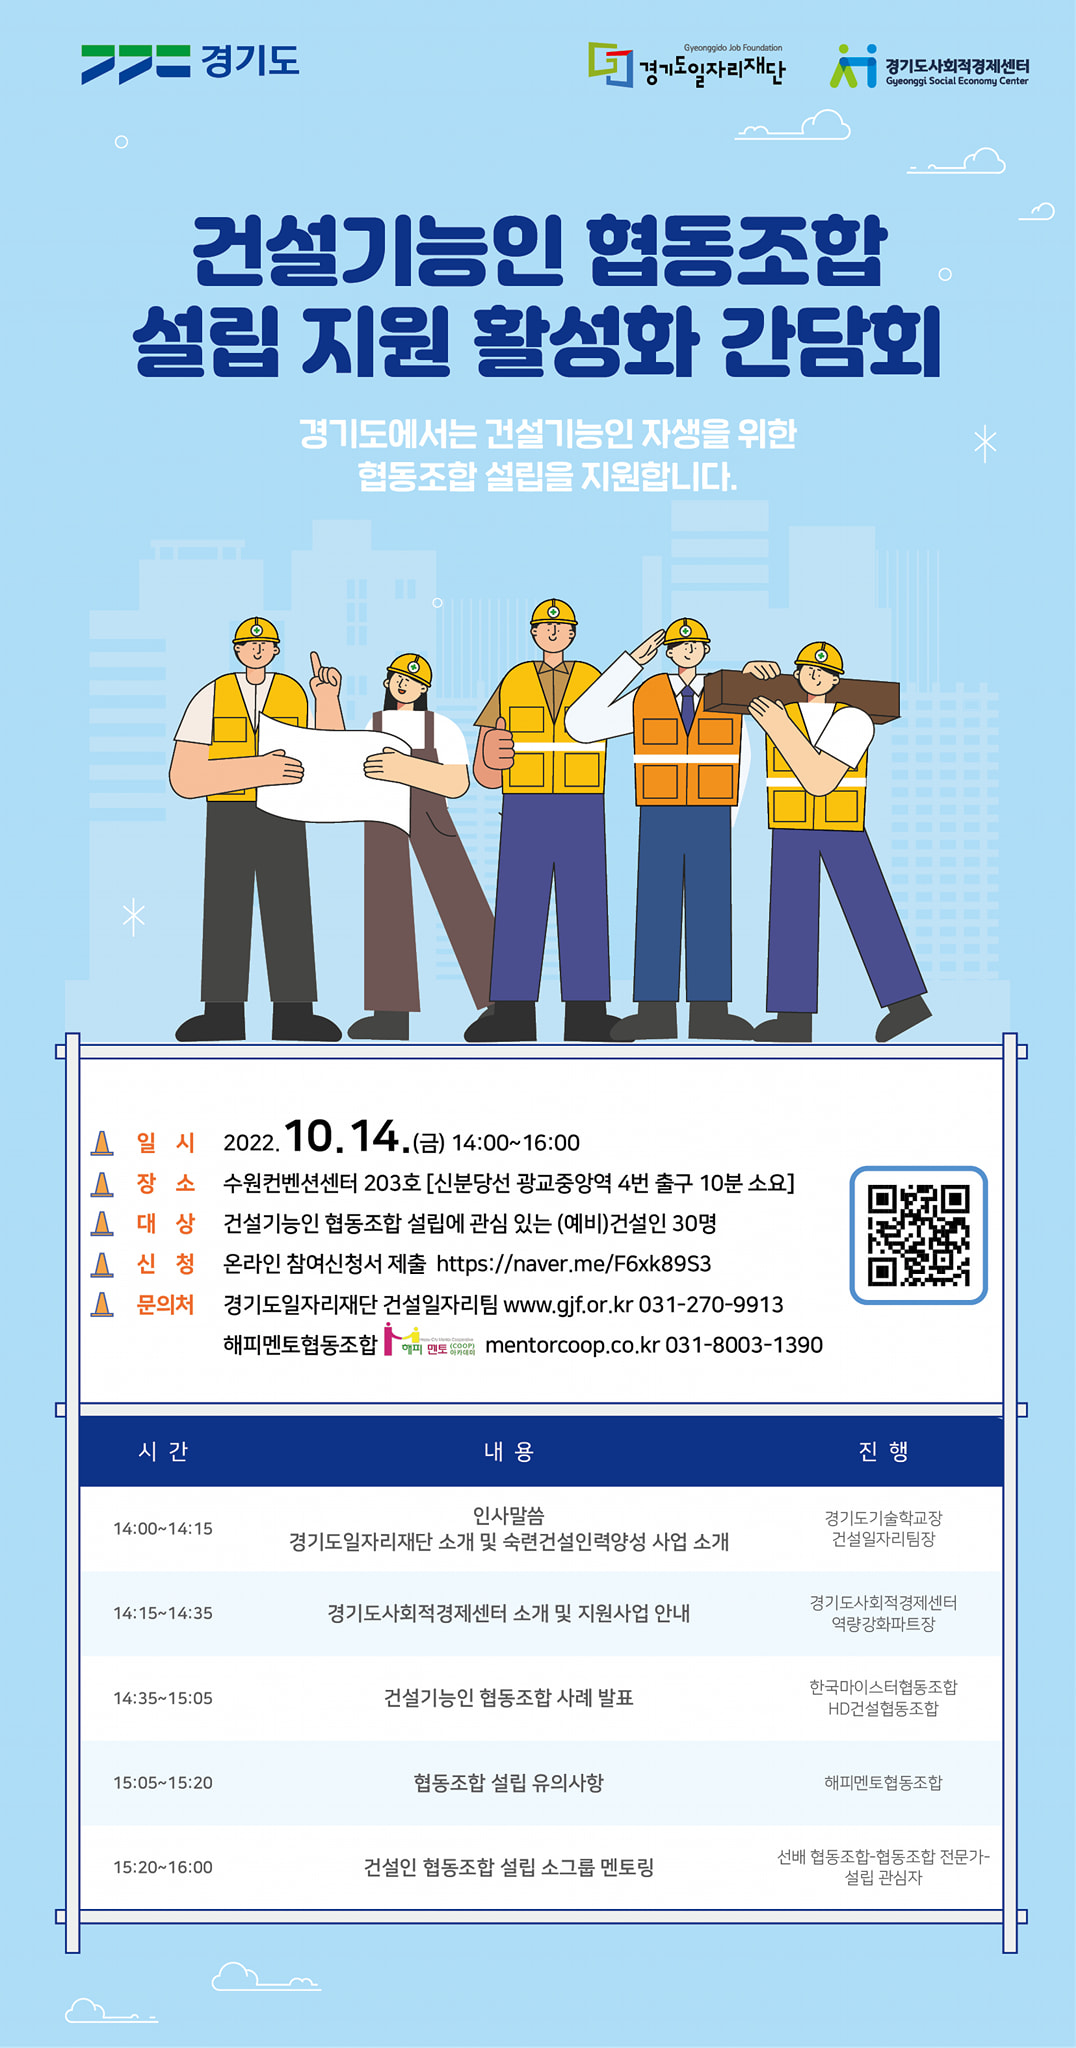 경기도
Gyeonggido Job Foundation
경기도일자리재단
경기도사회적경제센터
Gyeonggi Social Economy Center
건설기능인 협동조합
설립 지원 활성화 간담회
경기도에서는 건설기능인 자생을 위한
협동조합 설립을 지원합니다.
일 시 2022. 10. 14.(금) 14:00~16:00
장 소 수원컨벤션센터 203호 [신분당선 광교중앙역 4번 출구 10분 소요]
대 상 건설기능인 협동조합 설립에 관심 있는 (예비)건설인 30명
신 청 온라인 참여신청서 제출 https://naver.me/F6xk89S3
문의처 경기도일자리재단 건설일자리팀 www.gjf.or.kr 031-270-9913
해피멘토협동조합 해피 멘토 (COOP) 아카데미 mentorcoop.co.kr 031-8003-1390
시 간 내 용 진 행
14:00~14:15
인사말씀
경기도일자리재단 소개 및 숙련건설인력양성 사업 소개
경기도기술학교장
건설일자리팀장
14:15~14:35
경기도사회적경제센터 소개 및 지원사업 안내
경기도사회적경제센터
역량강화파트장
14:35~15:05
건설기능인 협동조합 사례 발표
한국마이스터협동조합
HD건설협동조합
15:05~15:20
협동조합 설립 유의사항
해피멘토협동조합
15:20~16:00
건설인 협동조합 설립 소그룹 멘토링
선배 협동조합-협동조합 전문가-
설립 관심자